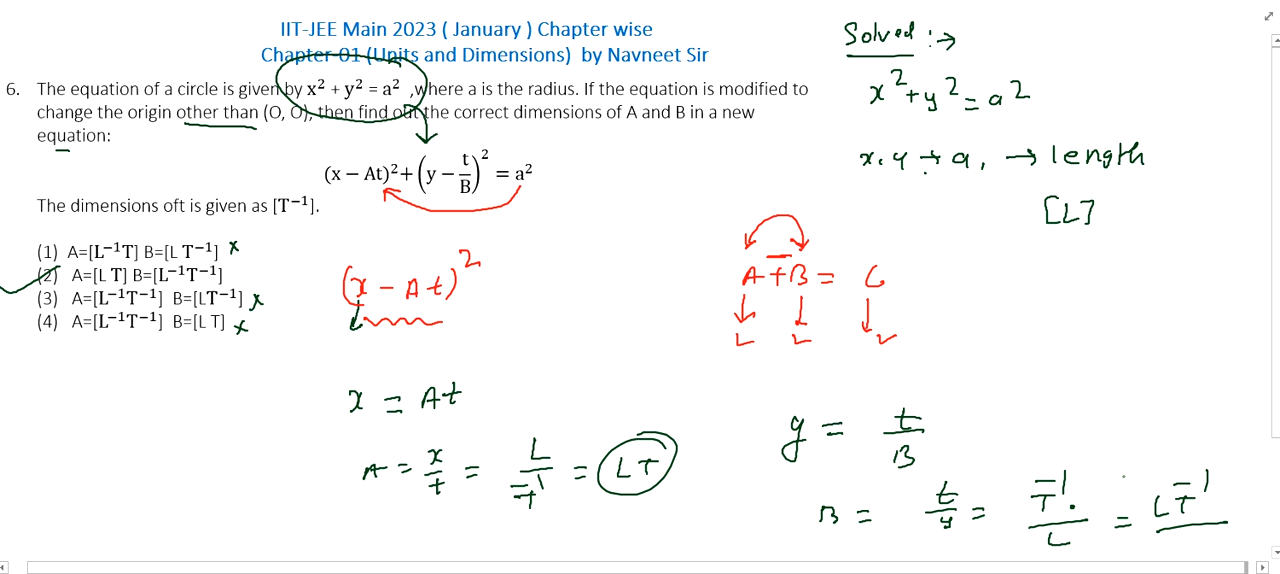 IIT-JEE Main 2023 ( January ) Chapter wise
Chapter-01 (Units and Dimensions) by Navneet Sir
6. The equation of a circle is given by x² + y² = a² ,where a is the radius. If the equation is modified to
change the origin other than (O, O), then find out the correct dimensions of A and B in a new
equation:
(x − At)² + (y − t/B)² = a²
The dimensions oft is given as [T⁻¹].
(1) A=[L⁻¹T] B=[L T⁻¹] x
(2) A=[L T] B=[L⁻¹T⁻¹]
(3) A=[L⁻¹T⁻¹] B=[LT⁻¹] x
(4) A=[L⁻¹T⁻¹] B=[L T] x
Solved :→
x² + y² = a²
x, y + a, → length
[L]
(x − At)²
A + B = C
L L L
x = At
A = x/t = L/T⁻¹ = LT
y = t/B
B = t/y = T⁻¹/L = LT⁻¹